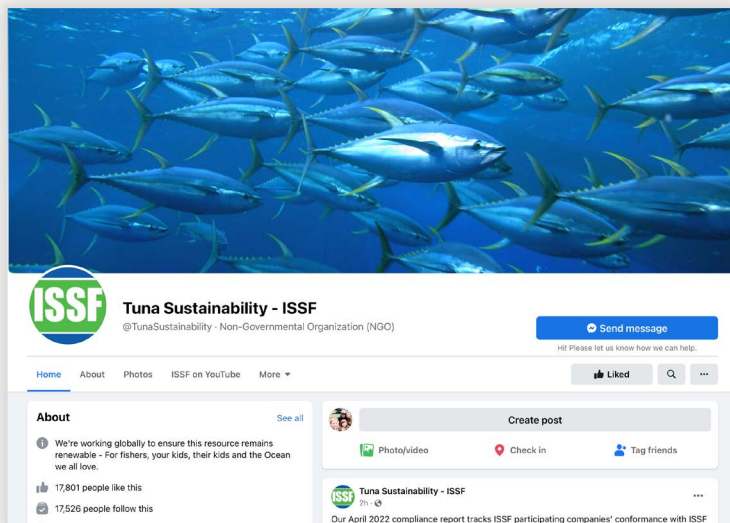 ISSF
Tuna Sustainability - ISSF
@TunaSustainability · Non-Governmental Organization (NGO)
Send message
Hi! Please let us know how we can help.
Home About Photos ISSF on YouTube More
Liked
About
See all
We're working globally to ensure this resource remains
renewable - For fishers, your kids, their kids and the Ocean
we all love.
17,801 people like this
17,526 people follow this
Create post
Photo/video Check in Tag friends
ISSF
Tuna Sustainability - ISSF
2h ·
Our April 2022 compliance report tracks ISSF participating companies' conformance with ISSF